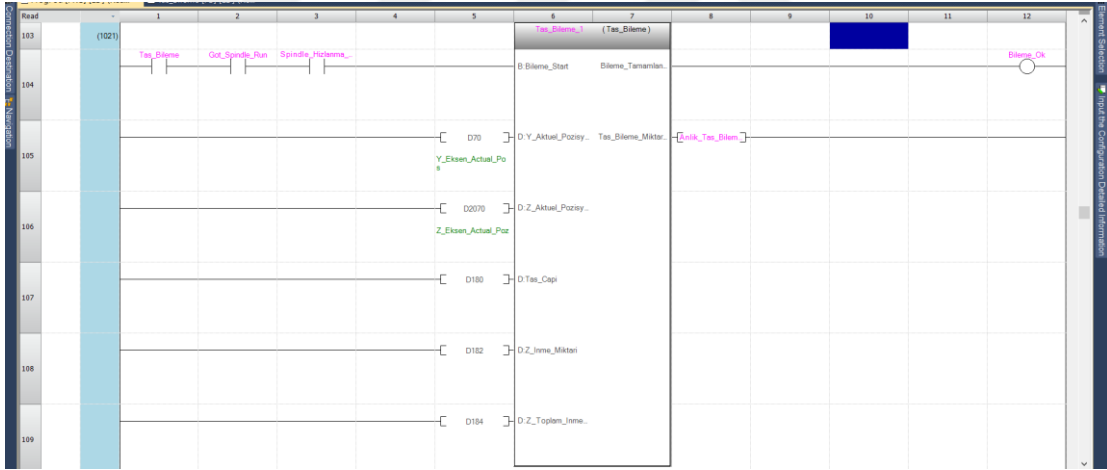 Read 1 2 3 4 5 6 7 8 9 10 11 12
103 (1021) Tas_Bileme_1 (Tas_Bileme)
Tas_Bileme Got_Spindle_Run Spindle_Hizlanma_... Bileme_Ok
B:Bileme_Start Bileme_Tamamlan..
104
D70 D:Y_Aktuel_Pozisy.. Tas_Bileme_Miktar.. Anlik_Tas_Bilem..
105 Y_Eksen_Actual_Po
s
D2070 D:Z_Aktuel_Pozisy..
106 Z_Eksen_Actual_Poz
D180 D:Tas_Capi
107
D182 D:Z_Inme_Miktari
108
D184 D:Z_Toplam_Inme..
109
Connection Destination
Navigation
Element Selection
Input the Configuration Detailed Information